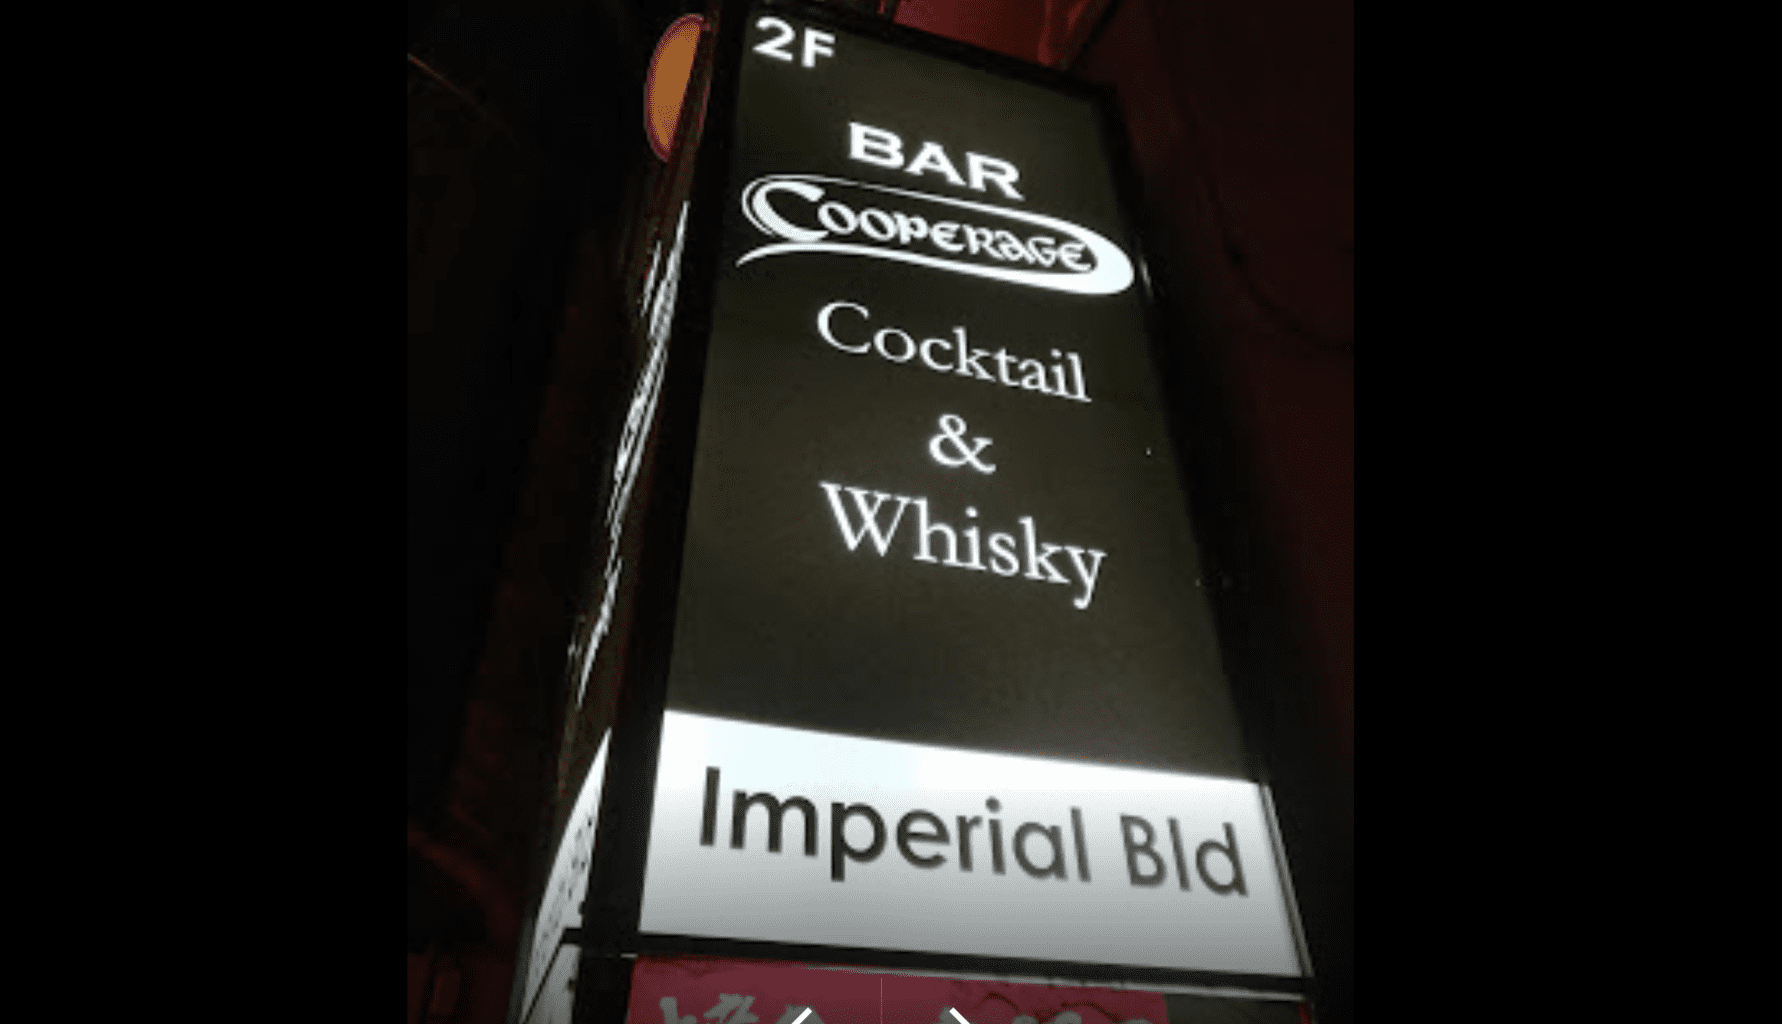 2F
BAR
COOPERAGE
Cocktail
&
Whisky
Imperial Bld